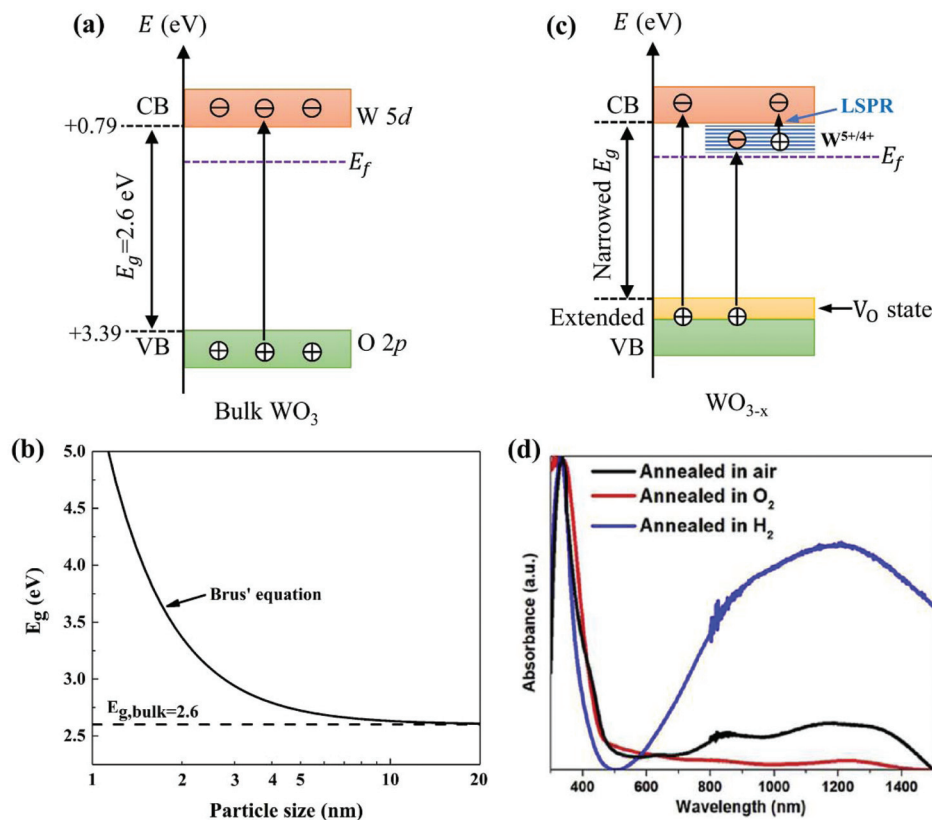 (a)
E (eV)
CB
W 5d
+0.79
E_f
E_g=2.6 eV
+3.39
VB
O 2p
Bulk WO₃
(c)
E (eV)
CB
LSPR
W⁵⁺/⁴⁺
E_f
Narrowed E_g
Extended
VB
V_O state
WO₃₋ₓ
(b)
5.0
4.5
4.0
3.5
3.0
2.5
E_g (eV)
Brus' equation
E_g,bulk=2.6
1 2 3 4 5 10 20
Particle size (nm)
(d)
Annealed in air
Annealed in O₂
Annealed in H₂
Absorbance (a.u.)
400 600 800 1000 1200 1400
Wavelength (nm)